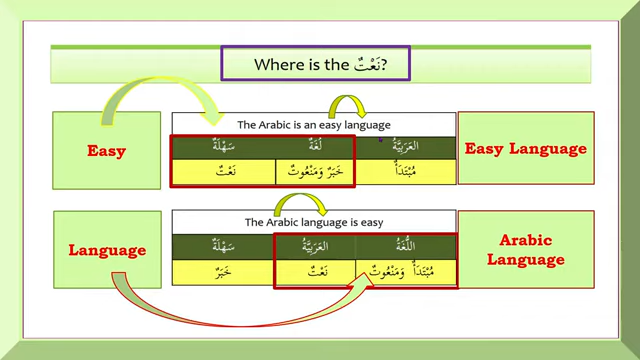 Where is the نَعْتٌ?
Easy
The Arabic is an easy language
العَرَبِيَّةُ لُغَةٌ سَهْلَةٌ
مُبْتَدَأٌ خَبَرٌ وَمَنْعُوتٌ نَعْتٌ
Easy Language
Language
The Arabic language is easy
اللُّغَةُ العَرَبِيَّةُ سَهْلَةٌ
مُبْتَدَأٌ وَمَنْعُوتٌ نَعْتٌ خَبَرٌ
Arabic
Language